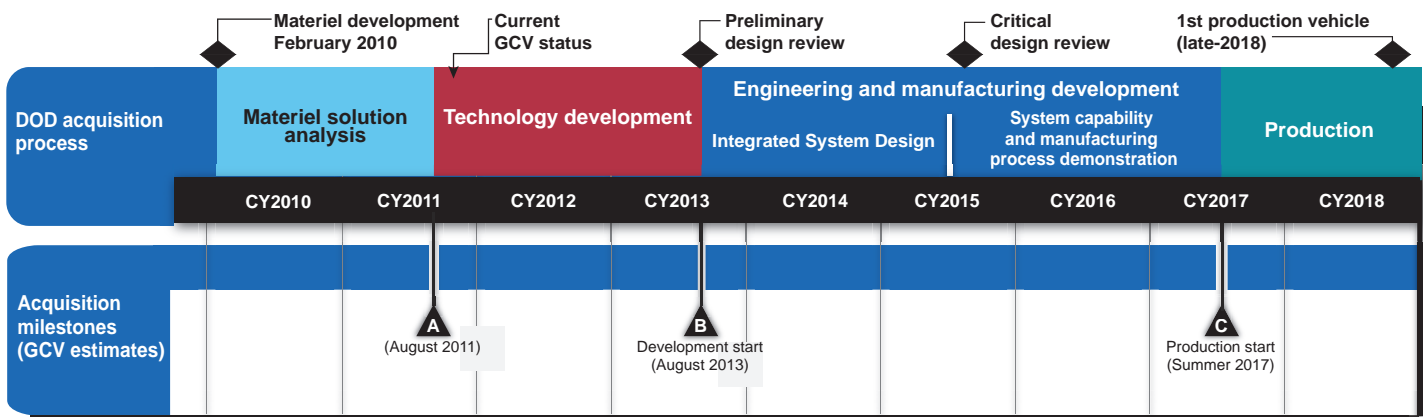 Materiel development
February 2010
Current
GCV status
Preliminary
design review
Critical
design review
1st production vehicle
(late-2018)
DOD acquisition
process
Materiel solution
analysis
Technology development
Engineering and manufacturing development
Integrated System Design
System capability
and manufacturing
process demonstration
Production
CY2010 CY2011 CY2012 CY2013 CY2014 CY2015 CY2016 CY2017 CY2018
Acquisition
milestones
(GCV estimates)
A
(August 2011)
B
Development start
(August 2013)
C
Production start
(Summer 2017)